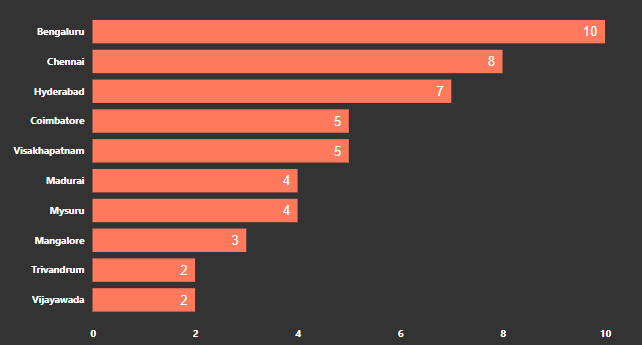 Bengaluru 10
Chennai 8
Hyderabad 7
Coimbatore 5
Visakhapatnam 5
Madurai 4
Mysuru 4
Mangalore 3
Trivandrum 2
Vijayawada 2
0 2 4 6 8 10